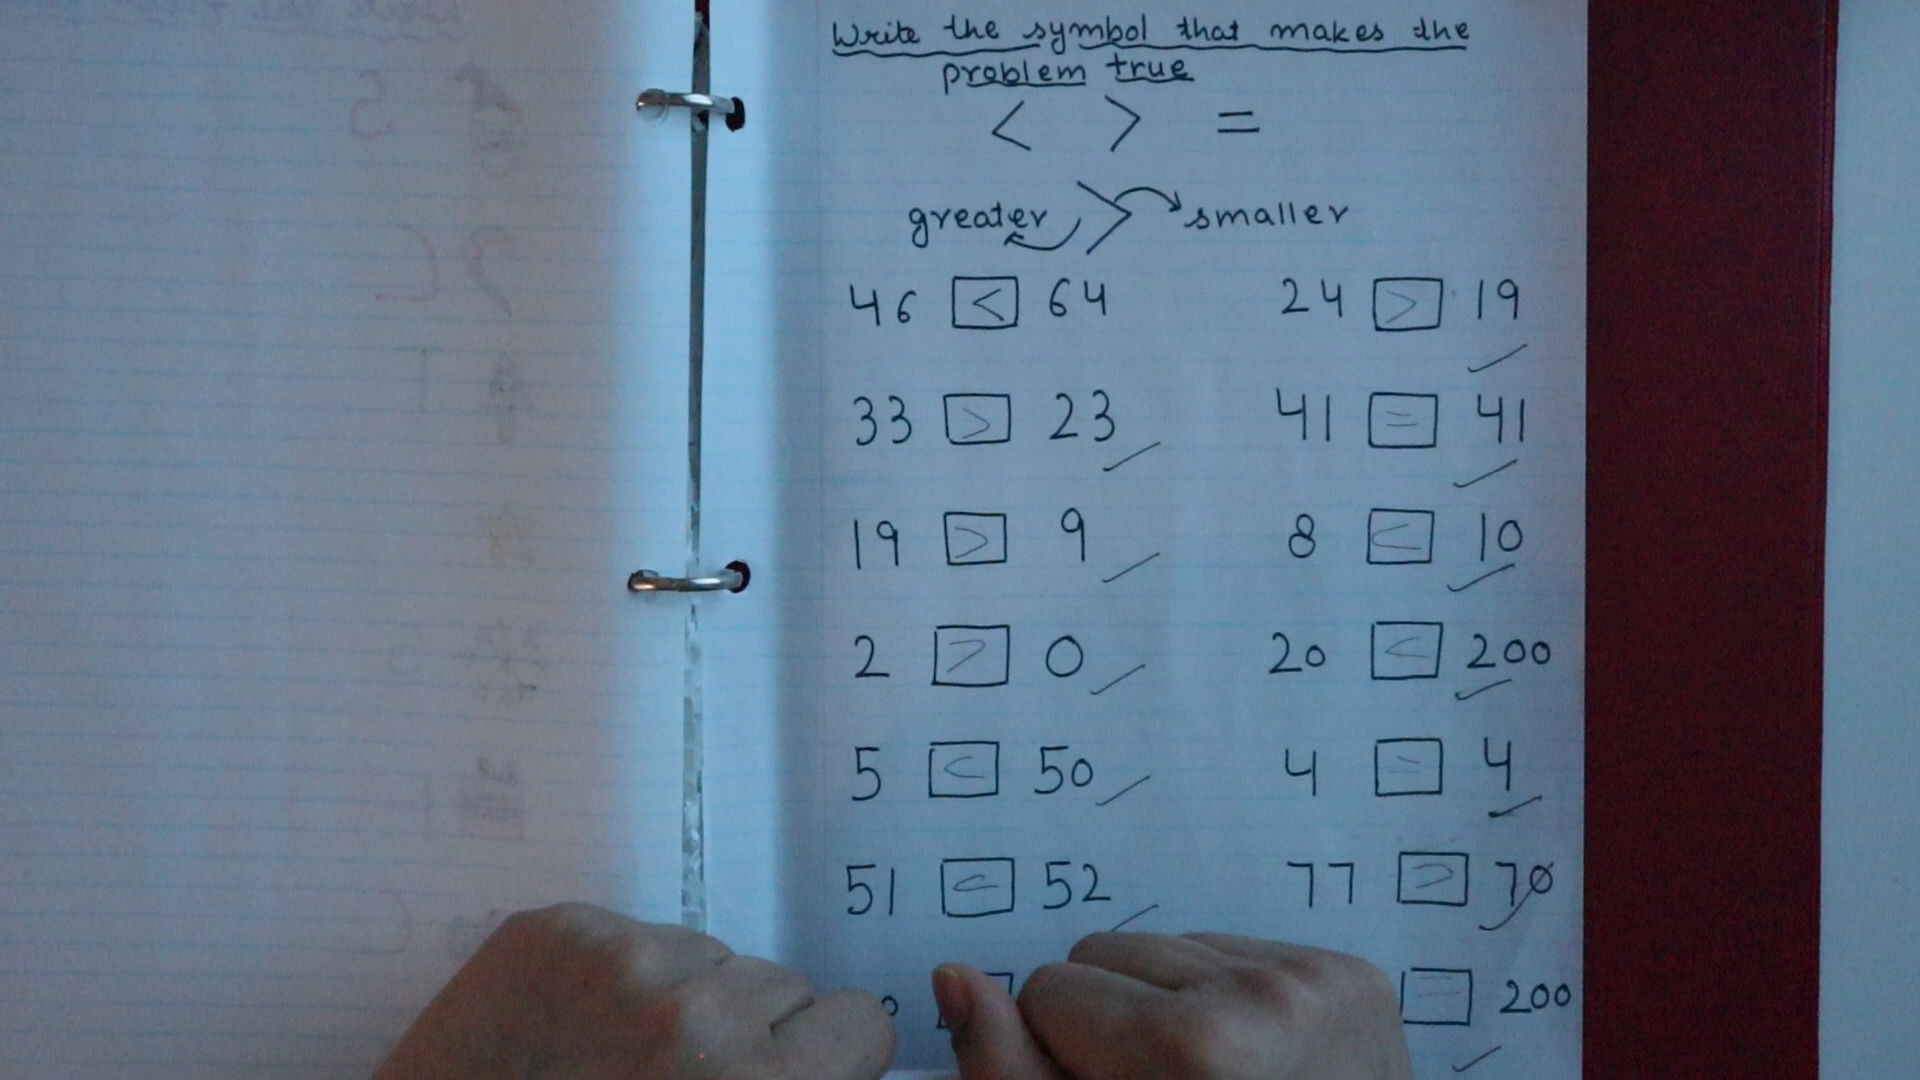 Write the symbol that makes the
problem true
< > =
greater > smaller
46 < 64 24 > 19
33 > 23 41 = 41
19 > 9 8 < 10
2 > 0 20 < 200
5 < 50 4 = 4
51 < 52 77 > 70
= 200